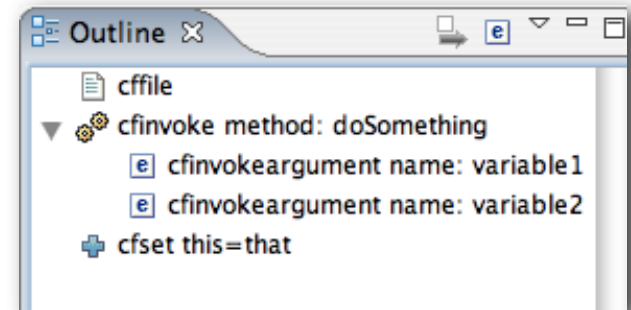 Outline
cffile
cfinvoke method: doSomething
e cfinvokeargument name: variable1
e cfinvokeargument name: variable2
cfset this=that